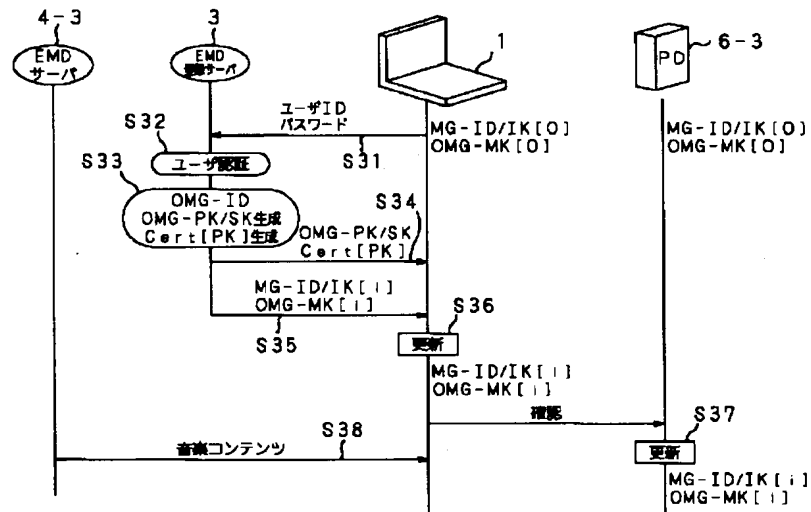 4-3
3
1
6-3
EMD
サーバ
EMD
登録サーバ
PD
ユーザID
パスワード
MG-ID/IK[0]
OMG-MK[0]
MG-ID/IK[0]
OMG-MK[0]
S32
S31
ユーザ認証
S33
OMG-ID
OMG-PK/SK生成
Cert[PK]生成
S34
OMG-PK/SK
Cert[PK]
MG-ID/IK[i]
OMG-MK[i]
S35
S36
更新
MG-ID/IK[i]
OMG-MK[i]
確認
S37
更新
S38
音楽コンテンツ
MG-ID/IK[i]
OMG-MK[i]